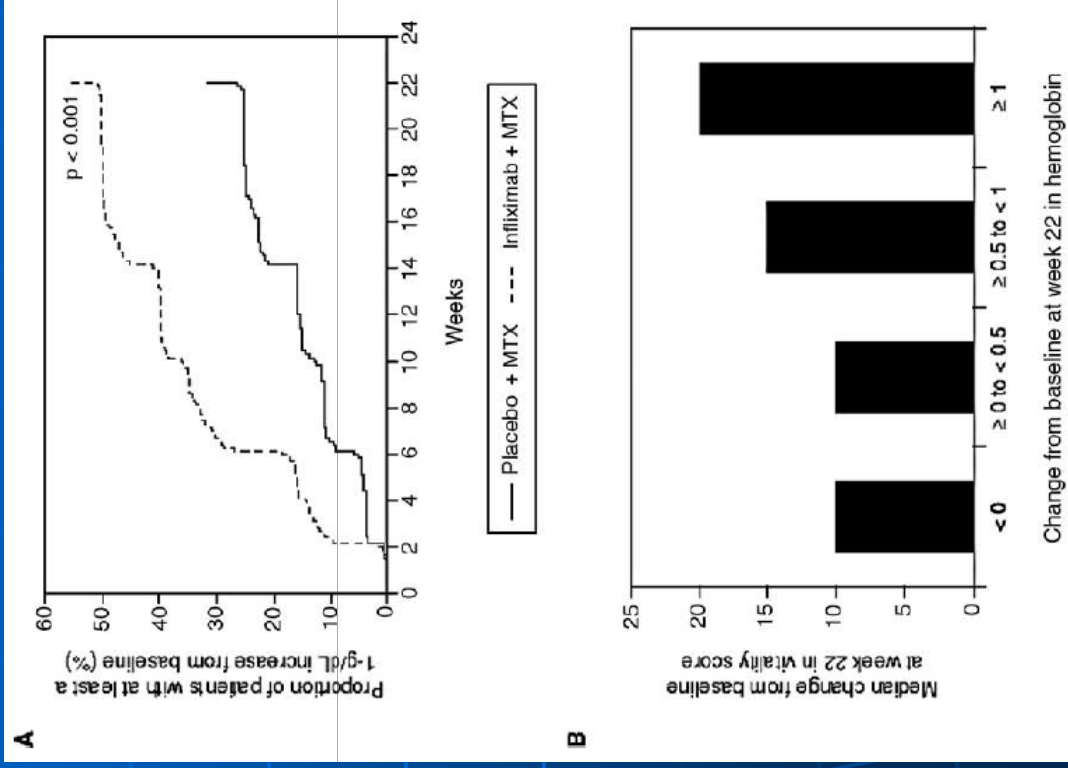 A
Proportion of patients with at least a
1-g/dL increase from baseline (%)
60
50
40
30
20
10
0
p < 0.001
0 2 4 6 8 10 12 14 16 18 20 22 24
Weeks
Placebo + MTX Infliximab + MTX
B
Median change from baseline
at week 22 in vitality score
25
20
15
10
5
0
< 0 ≥ 0 to < 0.5 ≥ 0.5 to < 1 ≥ 1
Change from baseline at week 22 in hemoglobin